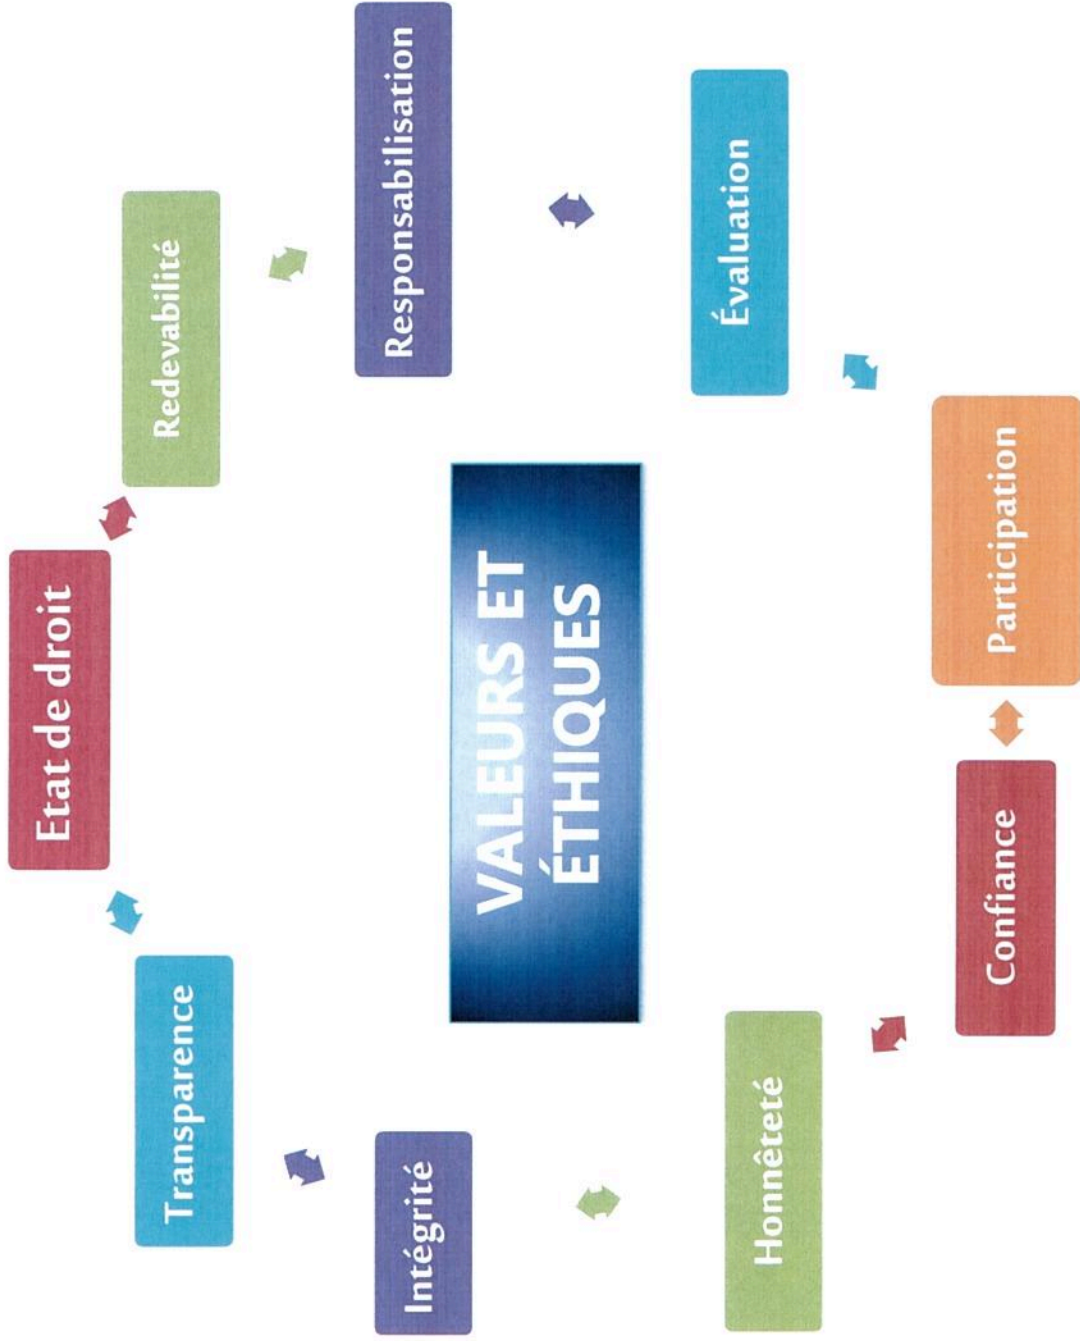 Etat de droit
Transparence
Redevabilité
Intégrité
Responsabilisation
VALEURS ET
ÉTHIQUES
Honnêteté
Évaluation
Confiance
Participation